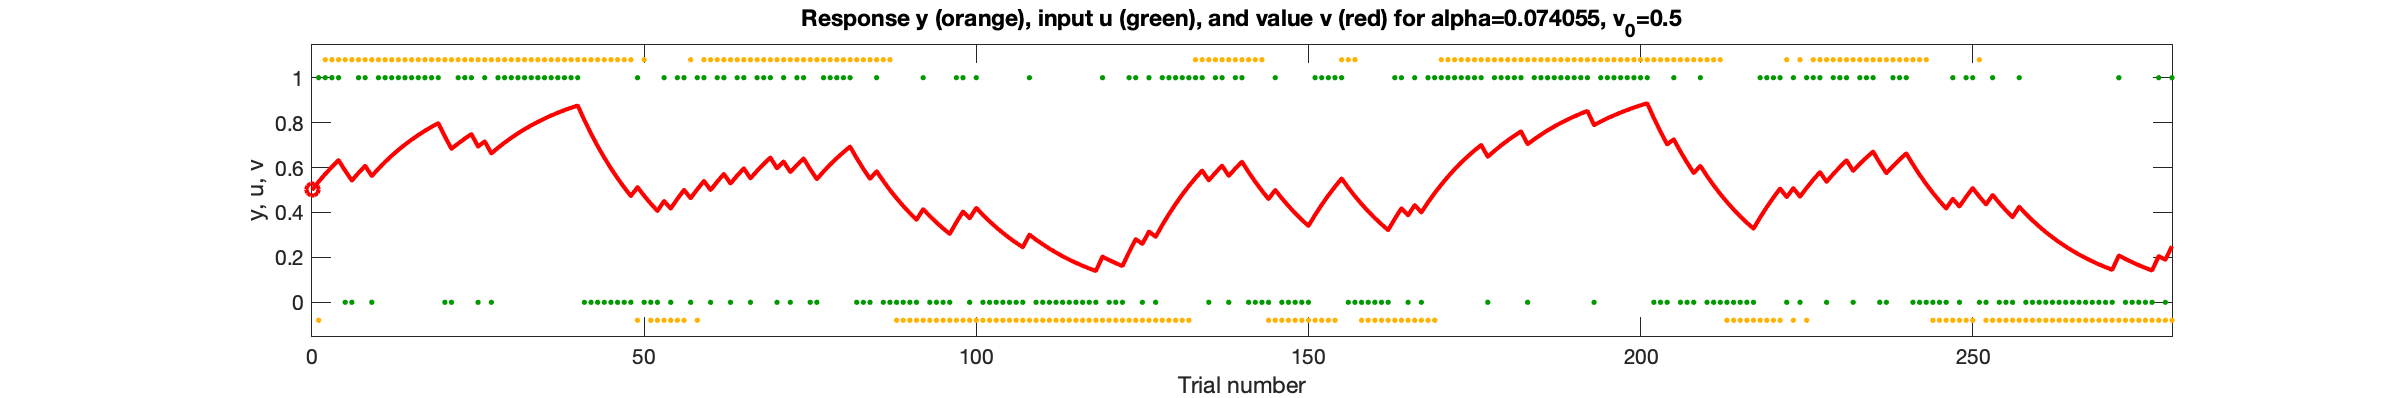 Response y (orange), input u (green), and value v (red) for alpha=0.074055, v0=0.5
y, u, v
1
0.8
0.6
0.4
0.2
0
0 50 100 150 200 250
Trial number